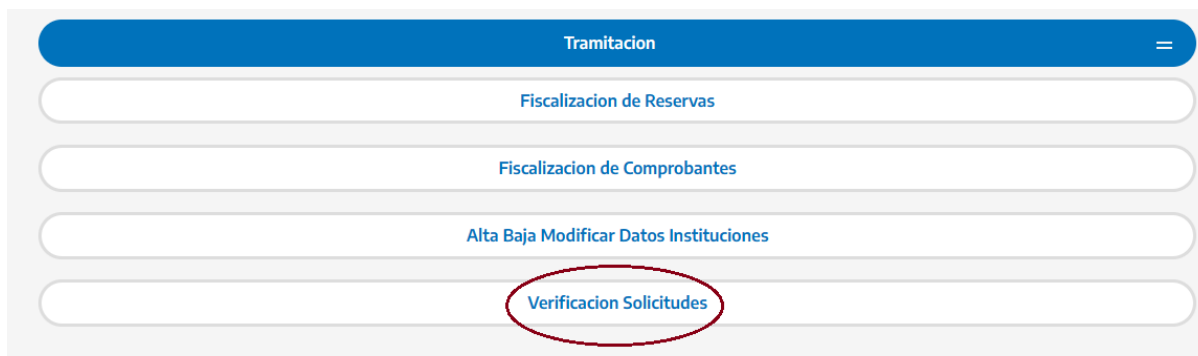 Tramitacion
Fiscalizacion de Reservas
Fiscalizacion de Comprobantes
Alta Baja Modificar Datos Instituciones
Verificacion Solicitudes